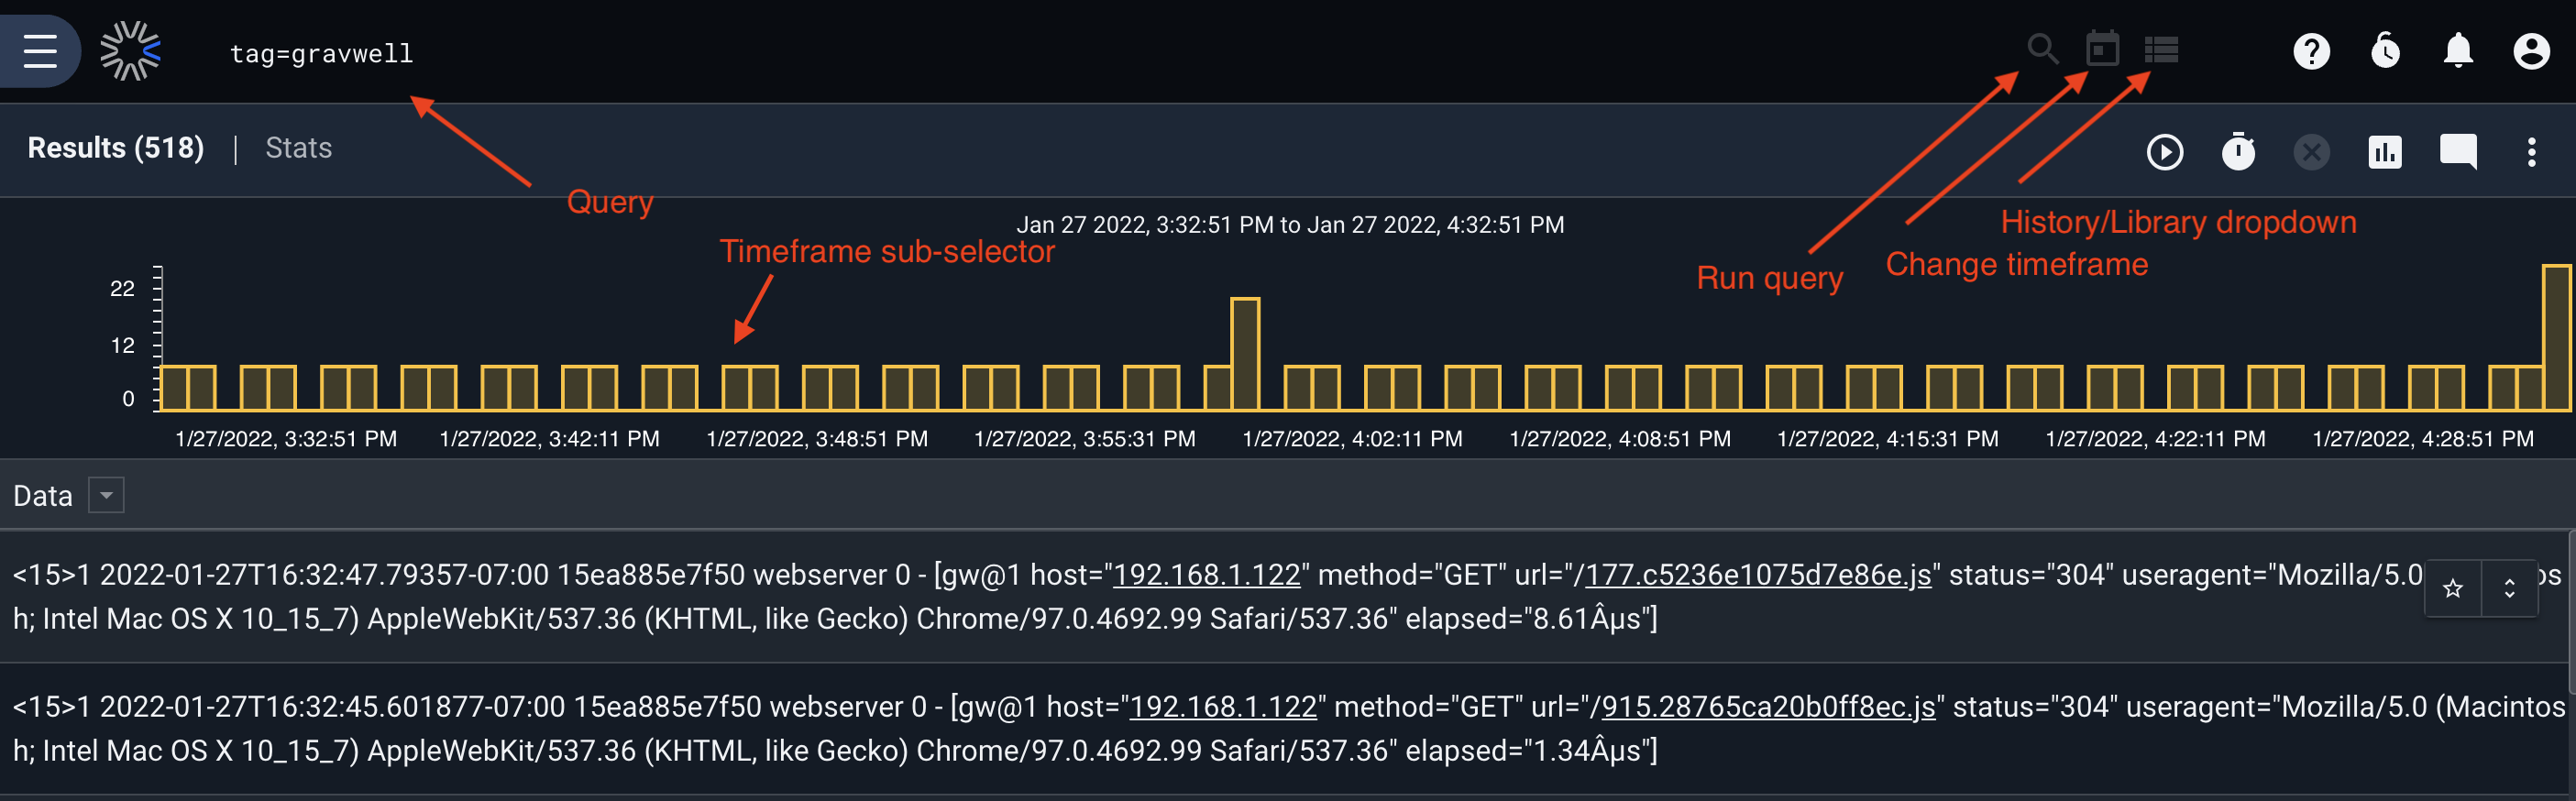 tag=gravwell
Results (518) | Stats
Query
Jan 27 2022, 3:32:51 PM to Jan 27 2022, 4:32:51 PM
History/Library dropdown
Timeframe sub-selector
Change timeframe
Run query
22
12
0
1/27/2022, 3:32:51 PM 1/27/2022, 3:42:11 PM 1/27/2022, 3:48:51 PM 1/27/2022, 3:55:31 PM 1/27/2022, 4:02:11 PM 1/27/2022, 4:08:51 PM 1/27/2022, 4:15:31 PM 1/27/2022, 4:22:11 PM 1/27/2022, 4:28:51 PM
Data
<15>1 2022-01-27T16:32:47.79357-07:00 15ea885e7f50 webserver 0 - [gw@1 host="192.168.1.122" method="GET" url="/177.c5236e1075d7e86e.js" status="304" useragent="Mozilla/5.0 os
h; Intel Mac OS X 10_15_7) AppleWebKit/537.36 (KHTML, like Gecko) Chrome/97.0.4692.99 Safari/537.36" elapsed="8.61Âµs"]
<15>1 2022-01-27T16:32:45.601877-07:00 15ea885e7f50 webserver 0 - [gw@1 host="192.168.1.122" method="GET" url="/915.28765ca20b0ff8ec.js" status="304" useragent="Mozilla/5.0 (Macintos
h; Intel Mac OS X 10_15_7) AppleWebKit/537.36 (KHTML, like Gecko) Chrome/97.0.4692.99 Safari/537.36" elapsed="1.34Âµs"]